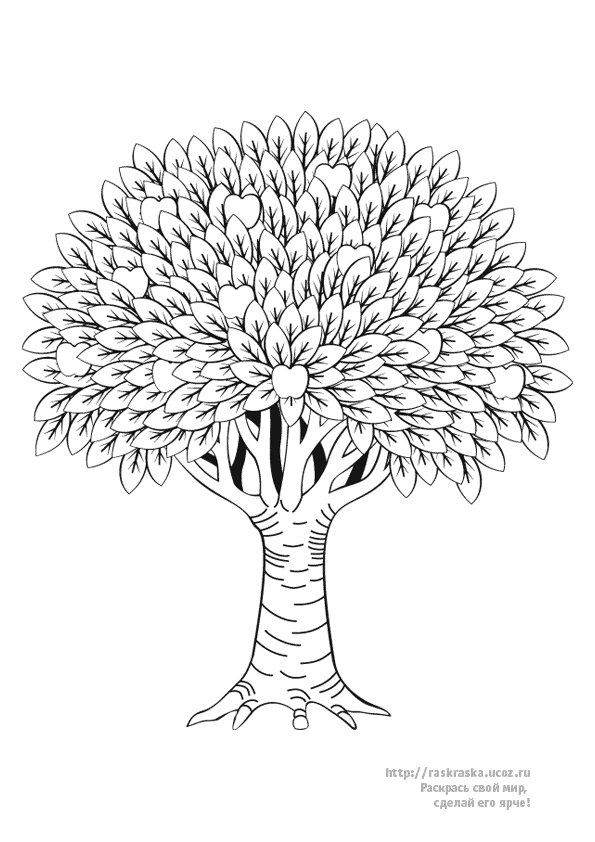 http://raskraska.ucoz.ru
Раскрась свой мир,
сделай его ярче!